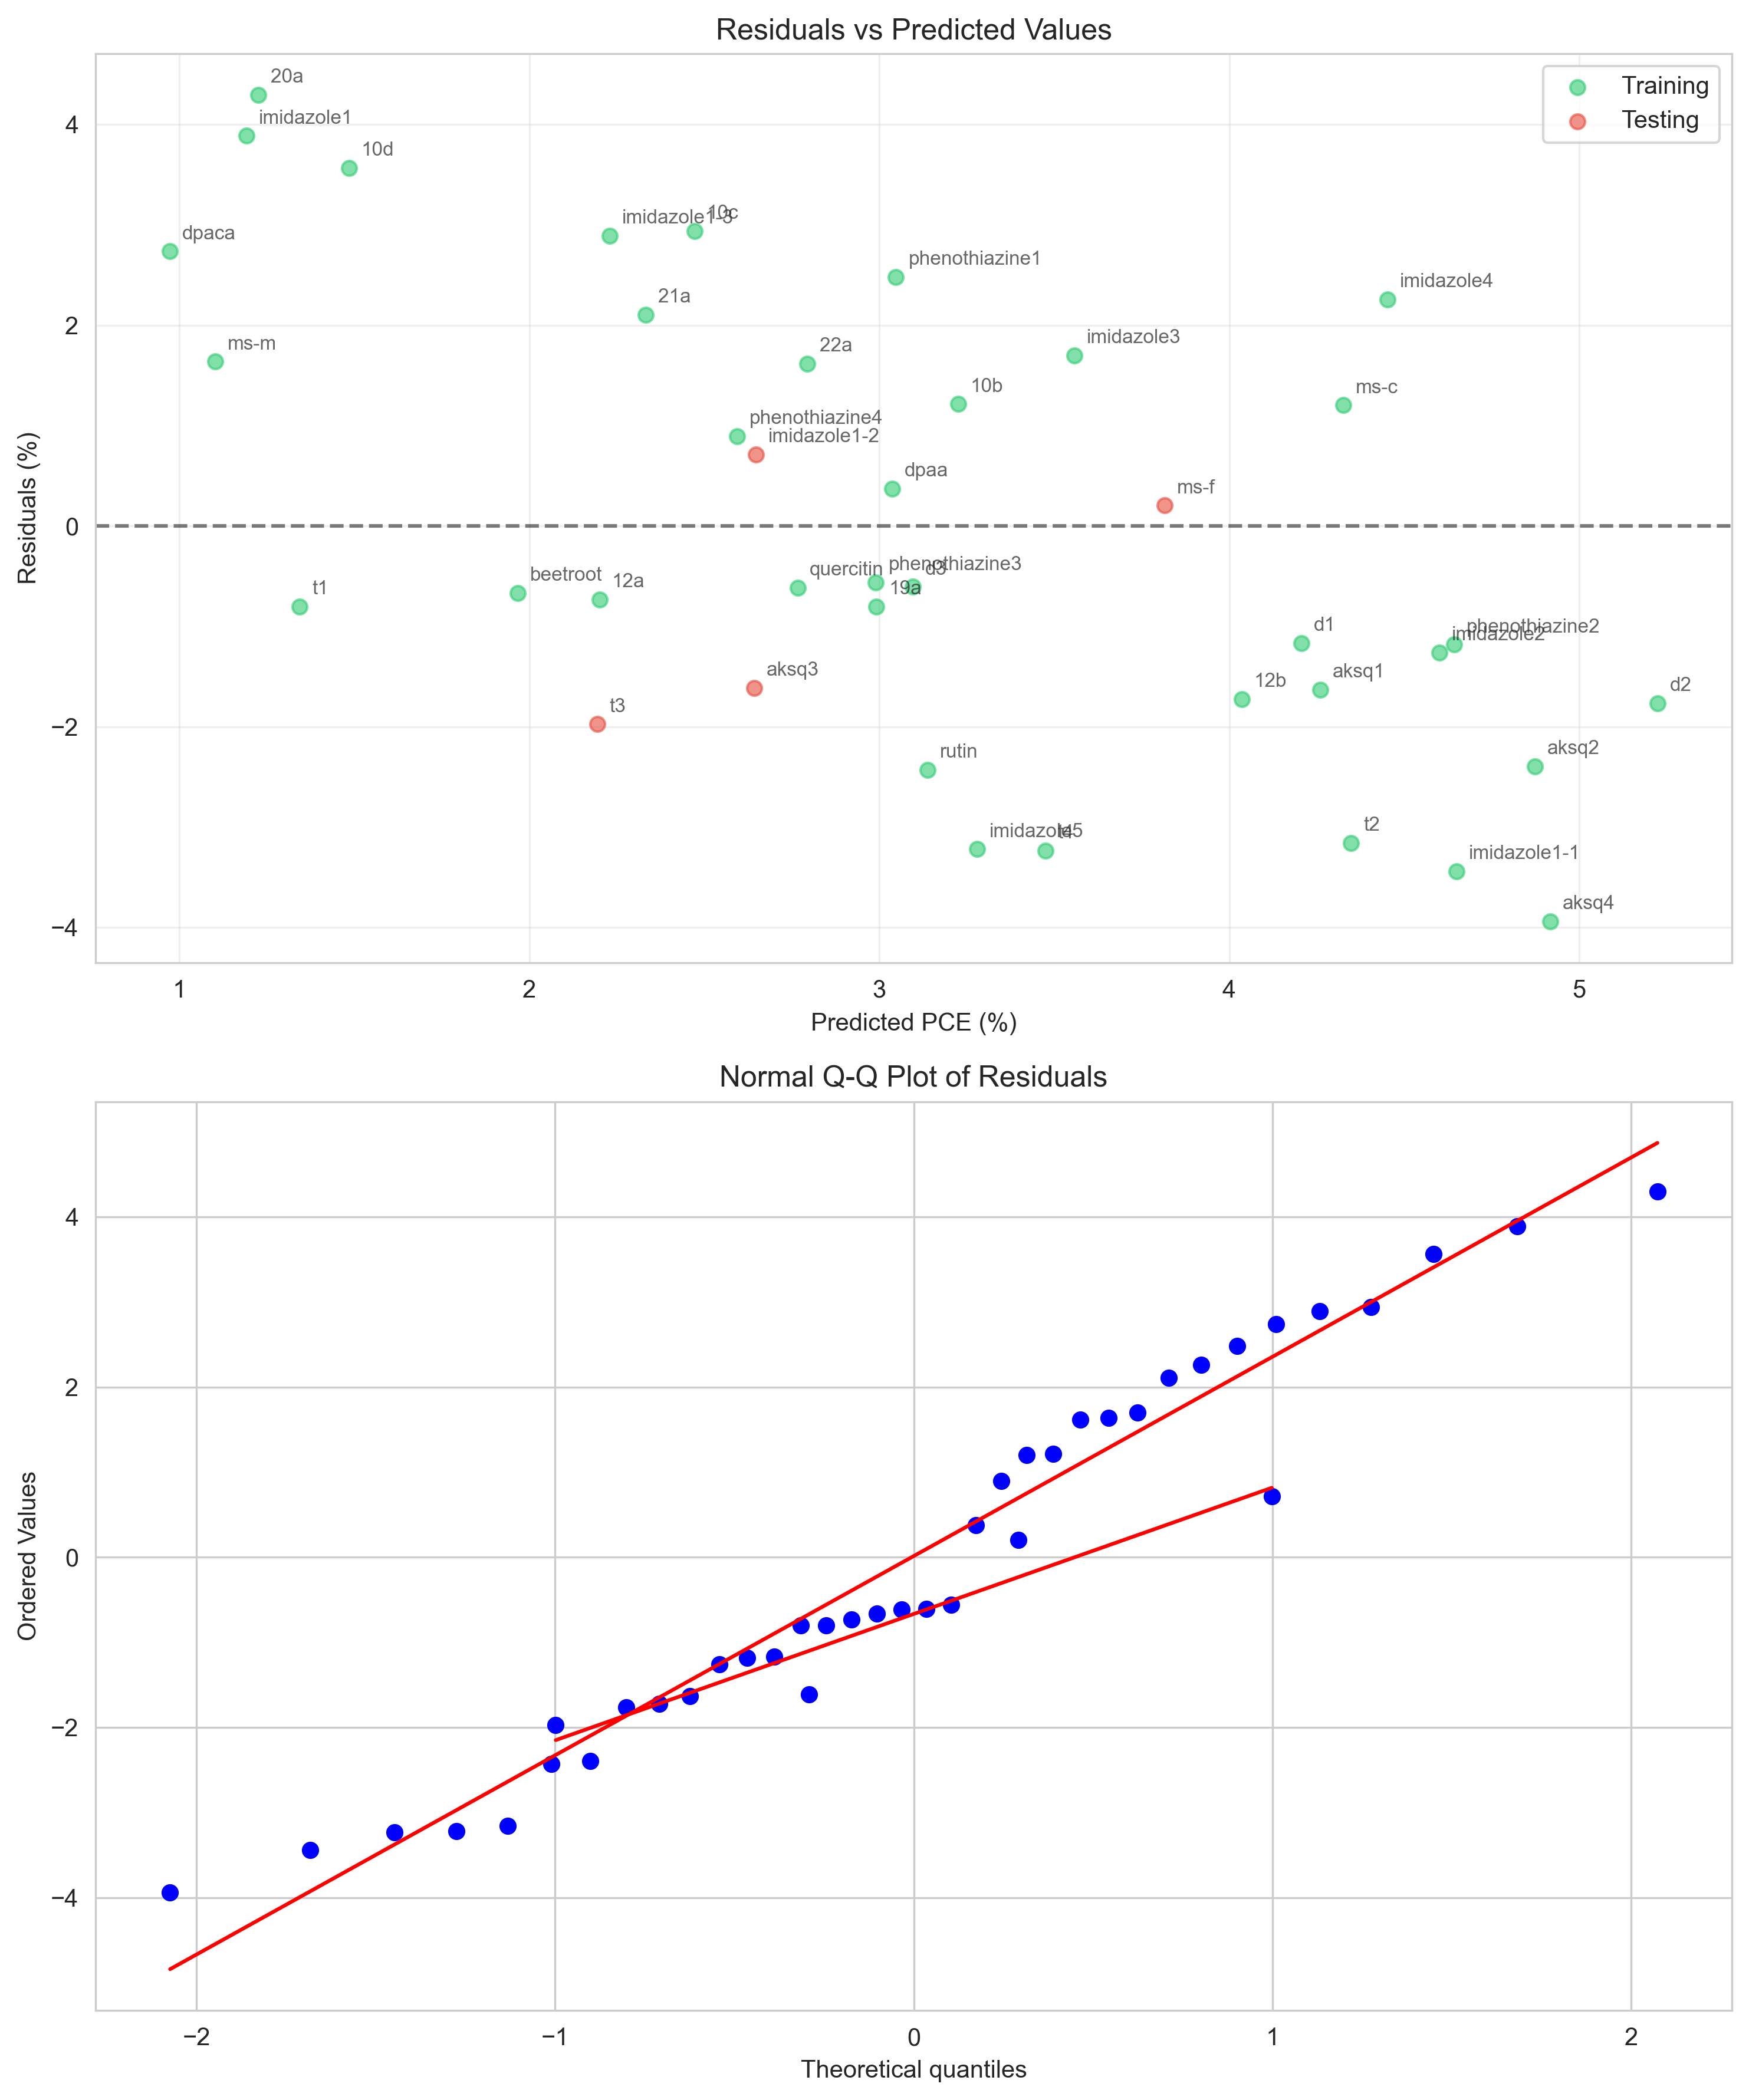 Residuals vs Predicted Values
Training
Testing
20a
imidazole1
10d
dpaca
imidazole1-3
10c
phenothiazine1
imidazole4
21a
ms-m
22a
imidazole3
10b
ms-c
phenothiazine4
imidazole1-2
dpaa
ms-f
t1
beetroot
12a
quercitin
phenothiazine3
d3
19a
d1
phenothiazine2
imidazole2
aksq3
12b
aksq1
d2
t3
rutin
aksq2
imidazole5
t4
t2
imidazole1-1
aksq4
4
2
0
−2
−4
Residuals (%)
1 2 3 4 5
Predicted PCE (%)
Normal Q-Q Plot of Residuals
4
2
0
−2
−4
Ordered Values
−2 −1 0 1 2
Theoretical quantiles